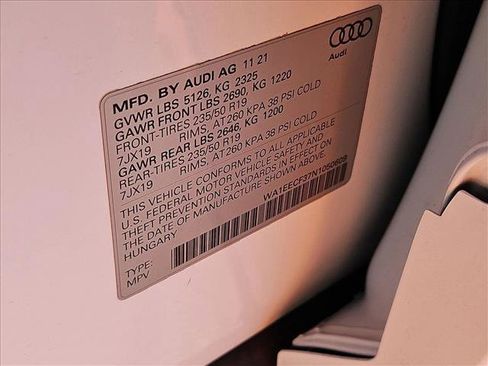 Audi
MFD. BY AUDI AG 11 21
GVWR LBS 5126, KG 2325
GAWR FRONT LBS 2690, KG 1220
FRONT-TIRES 235/50 R19
7JX19 RIMS, AT 260 KPA 38 PSI COLD
GAWR REAR LBS 2646, KG 1200
REAR-TIRES 235/50 R19
7JX19 RIMS, AT 260 KPA 38 PSI COLD
THIS VEHICLE CONFORMS TO ALL APPLICABLE
U.S. FEDERAL MOTOR VEHICLE SAFETY AND
THEFT PREVENTION STANDARDS IN EFFECT ON
THE DATE OF MANUFACTURE SHOWN ABOVE.
HUNGARY
TYPE:
MPV